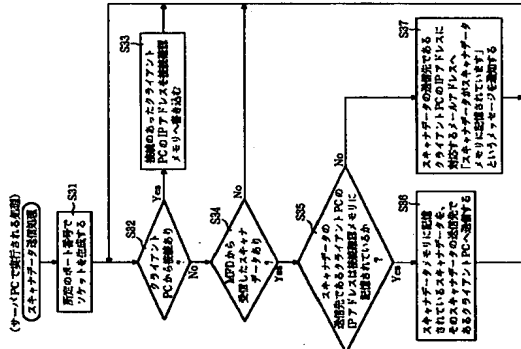 (サーバPCで実行される処理)
スキャナデータ送信処理
S31
所定のポート番号で
ソケットを生成する
S32
クライアント
PCから接続あり
?
Yes
No
S33
接続のあったクライアント
PCのIPアドレスを接続確認
メモリへ書き込む
S34
MFDから
受信したスキャナ
データあり
?
No
Yes
S35
スキャナデータの
送信先であるクライアントPCの
IPアドレスは接続確認メモリに
記憶されているか
?
No
Yes
S36
スキャナデータメモリに記憶
されているスキャナデータを、
そのスキャナデータの送信先で
あるクライアントPCへ送信する
S37
スキャナデータの送信先である
クライアントPCのIPアドレスに
対応するメールアドレスへ
「スキャナデータがスキャナデータ
メモリに記憶されています」
というメッセージを通知する